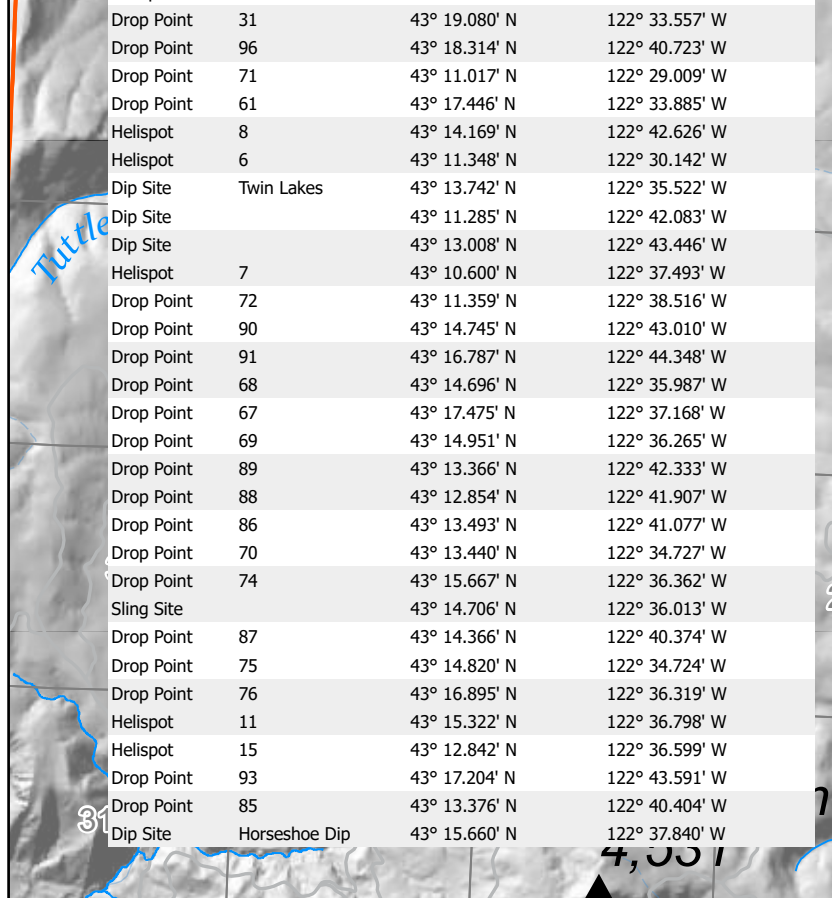 Drop Point 31 43° 19.080' N 122° 33.557' W
Drop Point 96 43° 18.314' N 122° 40.723' W
Drop Point 71 43° 11.017' N 122° 29.009' W
Drop Point 61 43° 17.446' N 122° 33.885' W
Helispot 8 43° 14.169' N 122° 42.626' W
Helispot 6 43° 11.348' N 122° 30.142' W
Dip Site Twin Lakes 43° 13.742' N 122° 35.522' W
Dip Site 43° 11.285' N 122° 42.083' W
Dip Site 43° 13.008' N 122° 43.446' W
Tuttle
Helispot 7 43° 10.600' N 122° 37.493' W
Drop Point 72 43° 11.359' N 122° 38.516' W
Drop Point 90 43° 14.745' N 122° 43.010' W
Drop Point 91 43° 16.787' N 122° 44.348' W
Drop Point 68 43° 14.696' N 122° 35.987' W
Drop Point 67 43° 17.475' N 122° 37.168' W
Drop Point 69 43° 14.951' N 122° 36.265' W
Drop Point 89 43° 13.366' N 122° 42.333' W
Drop Point 88 43° 12.854' N 122° 41.907' W
Drop Point 86 43° 13.493' N 122° 41.077' W
Drop Point 70 43° 13.440' N 122° 34.727' W
Drop Point 74 43° 15.667' N 122° 36.362' W
Sling Site 43° 14.706' N 122° 36.013' W
Drop Point 87 43° 14.366' N 122° 40.374' W
Drop Point 75 43° 14.820' N 122° 34.724' W
Drop Point 76 43° 16.895' N 122° 36.319' W
Helispot 11 43° 15.322' N 122° 36.798' W
Helispot 15 43° 12.842' N 122° 36.599' W
Drop Point 93 43° 17.204' N 122° 43.591' W
Drop Point 85 43° 13.376' N 122° 40.404' W
31
Dip Site Horseshoe Dip 43° 15.660' N 122° 37.840' W